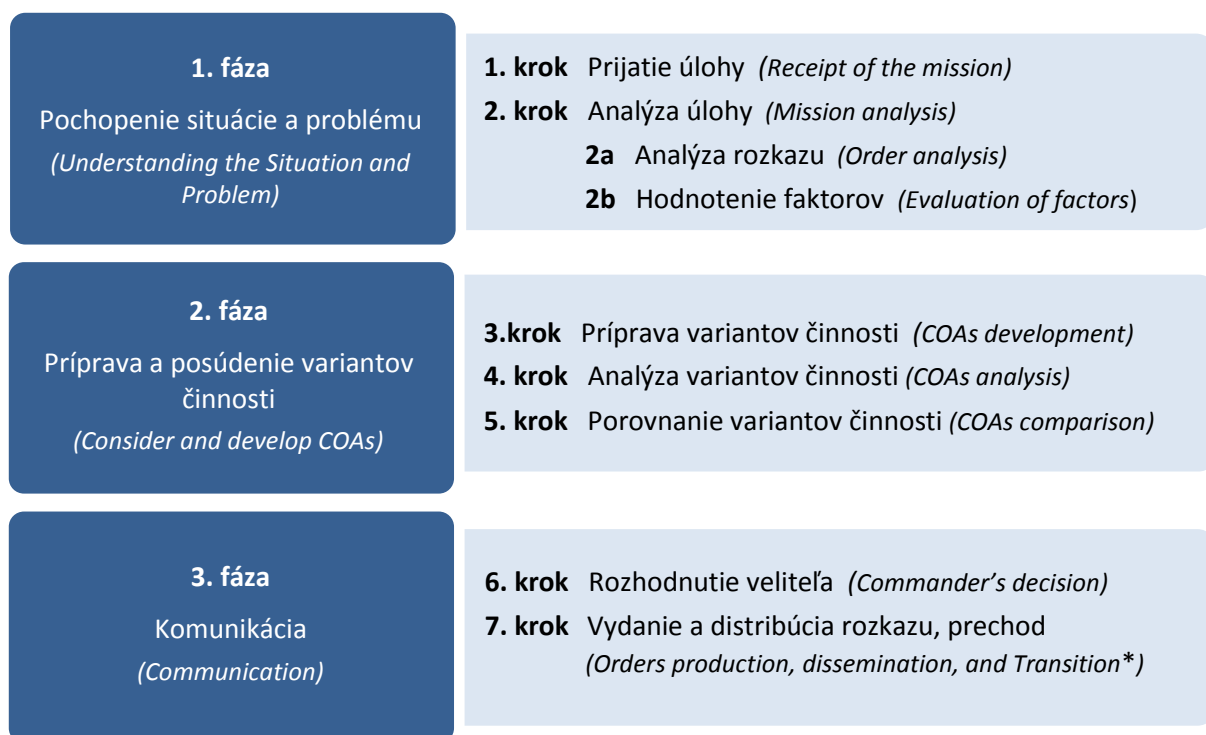 1. fáza
Pochopenie situácie a problému
(Understanding the Situation and
Problem)
1. krok Prijatie úlohy (Receipt of the mission)
2. krok Analýza úlohy (Mission analysis)
2a Analýza rozkazu (Order analysis)
2b Hodnotenie faktorov (Evaluation of factors)
2. fáza
Príprava a posúdenie variantov
činnosti
(Consider and develop COAs)
3.krok Príprava variantov činnosti (COAs development)
4. krok Analýza variantov činnosti (COAs analysis)
5. krok Porovnanie variantov činnosti (COAs comparison)
3. fáza
Komunikácia
(Communication)
6. krok Rozhodnutie veliteľa (Commander’s decision)
7. krok Vydanie a distribúcia rozkazu, prechod
(Orders production, dissemination, and Transition*)